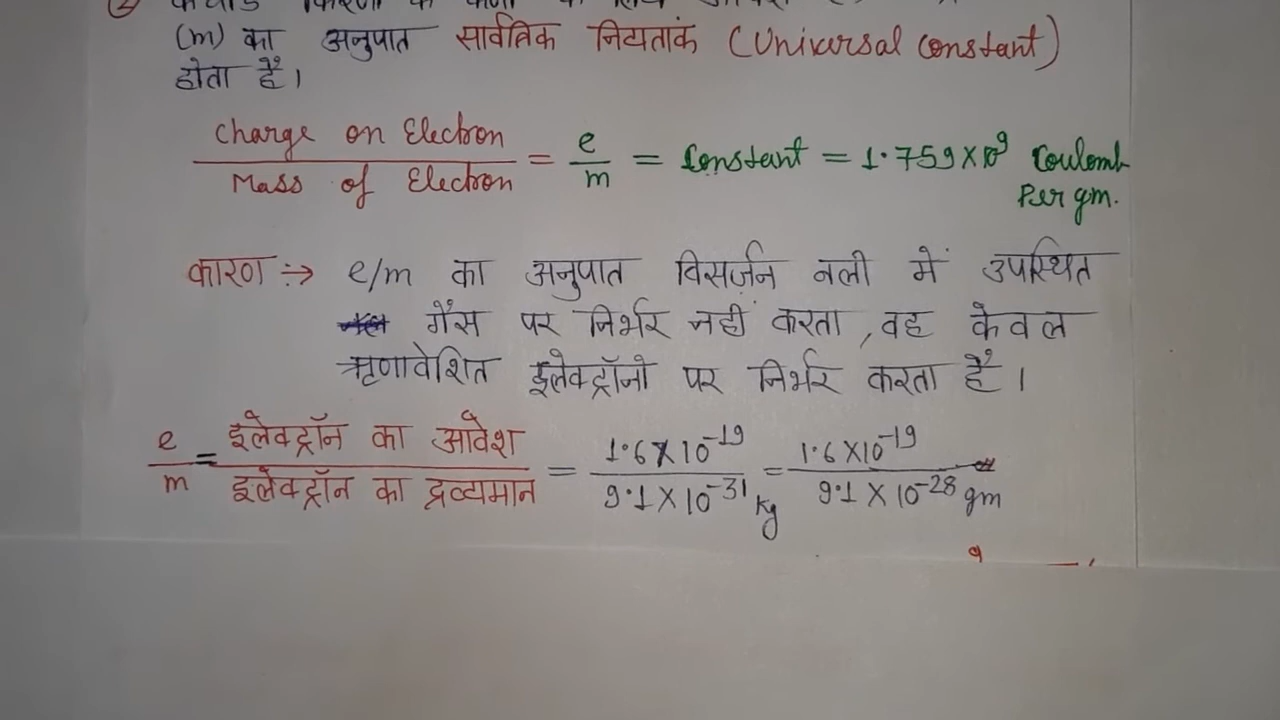 (m) का अनुपात सार्वत्रिक नियतांक (Universal Constant)
होता है।
Charge on Electron / Mass of Electron = e/m = Constant = 1.759×10⁹ Coulomb
Per gm.
कारण :→ e/m का अनुपात विसर्जन नली में उपस्थित
गैस पर निर्भर नहीं करता, वह केवल
ऋणावेशित इलेक्ट्रॉनो पर निर्भर करता है।
e/m = इलेक्ट्रॉन का आवेश / इलेक्ट्रॉन का द्रव्यमान = 1.6×10⁻¹⁹ / 9.1×10⁻³¹ Kg = 1.6×10⁻¹⁹ / 9.1×10⁻²⁸ gm